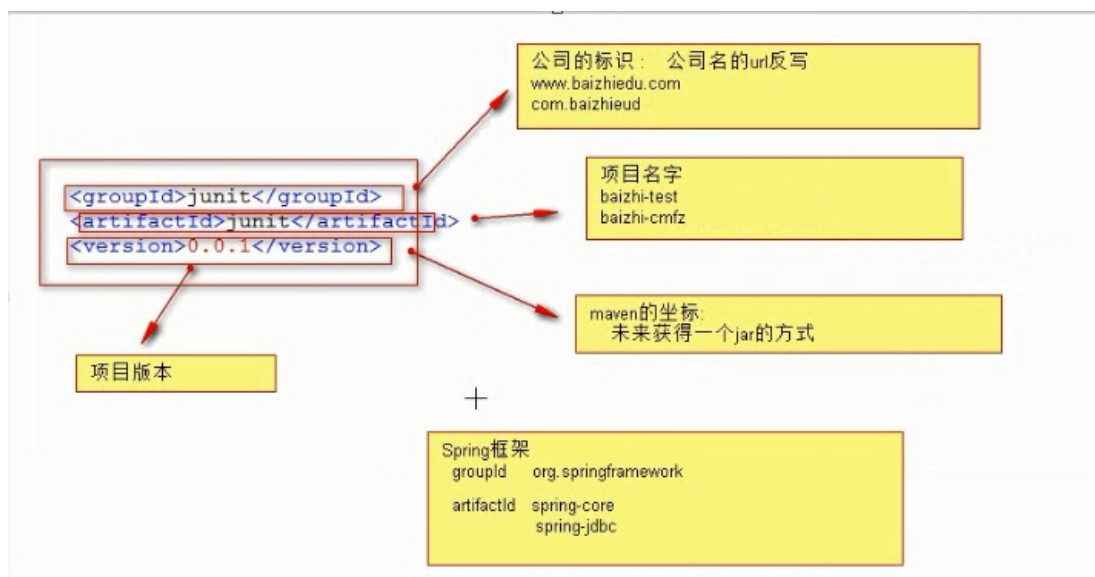 公司的标识： 公司名的url反写
www.baizhiedu.com
com.baizhieud
<groupId>junit</groupId>
<artifactId>junit</artifactId>
<version>0.0.1</version>
项目名字
baizhi-test
baizhi-cmfz
maven的坐标:
未来获得一个jar的方式
项目版本
Spring框架
groupId org.springframework
artifactId spring-core
spring-jdbc